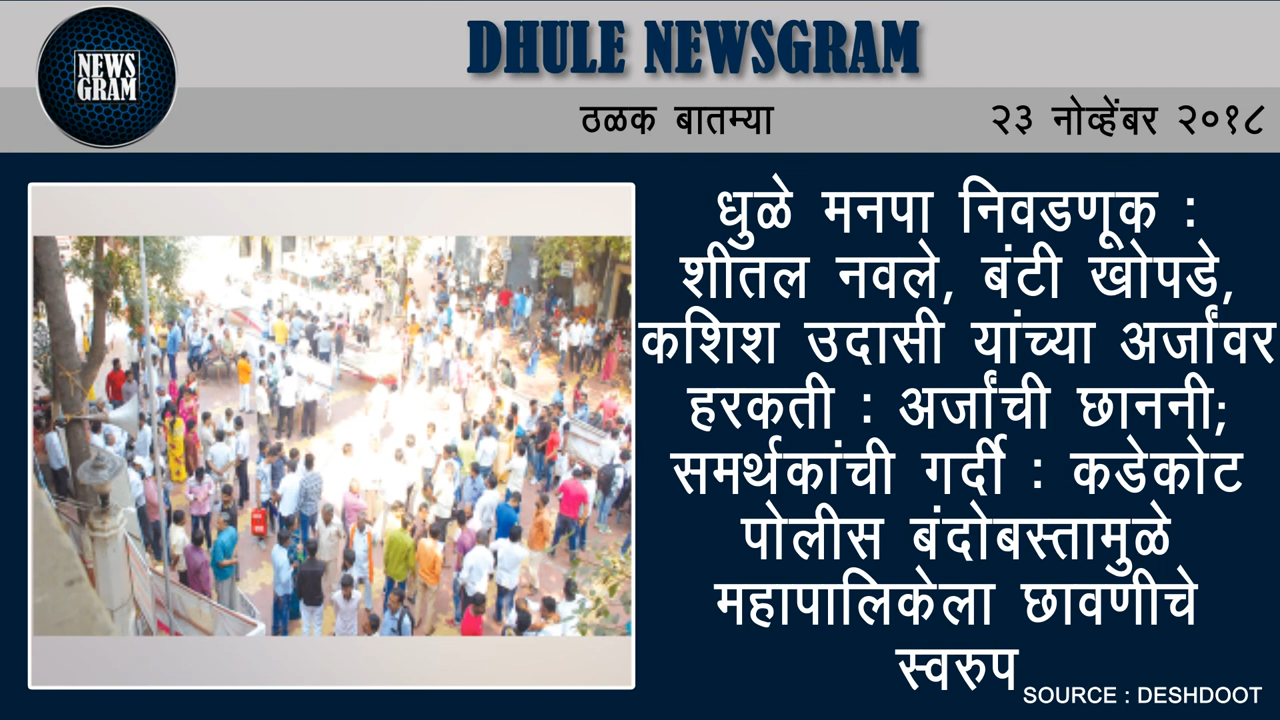 NEWS
GRAM
DHULE NEWSGRAM
ठळक बातम्या
२३ नोव्हेंबर २०१८
धुळे मनपा निवडणूक :
शीतल नवले, बंटी खोपडे,
कशिश उदासी यांच्या अर्जांवर
हरकती : अर्जांची छाननी;
समर्थकांची गर्दी : कडेकोट
पोलीस बंदोबस्तामुळे
महापालिकेला छावणीचे
स्वरुप
SOURCE : DESHDOOT